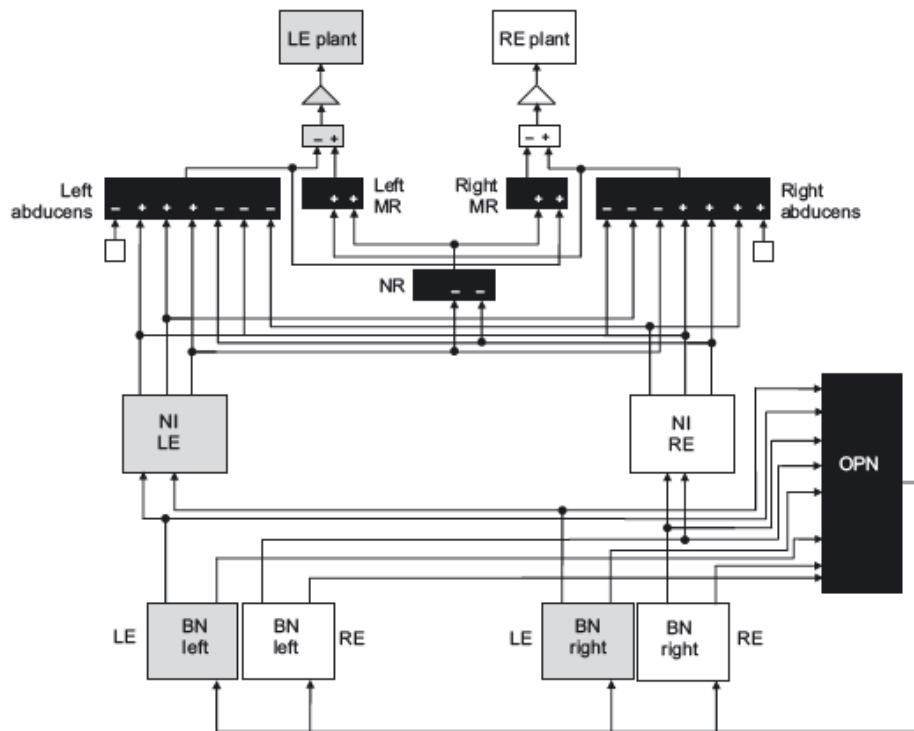 LE plant
RE plant
– +
– +
Left
abducens
– + + + – – –
+ +
Left
MR
Right
MR
+ +
– – – + + + +
Right
abducens
NR
– –
NI
LE
NI
RE
OPN
LE
BN
left
BN
left
RE
LE
BN
right
BN
right
RE